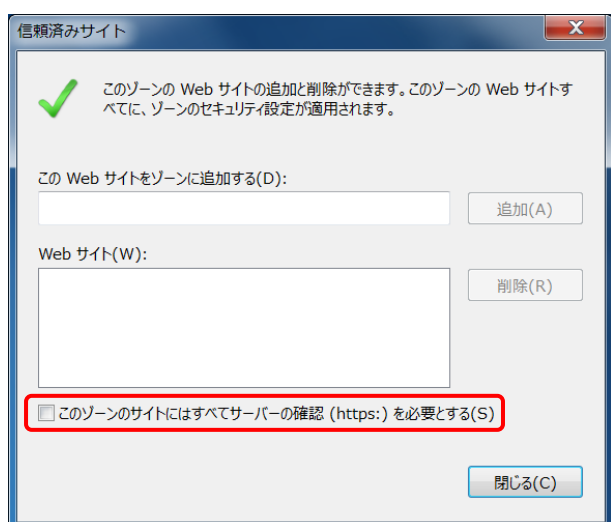 信頼済みサイト
このゾーンの Web サイトの追加と削除ができます。このゾーンの Web サイトす
べてに、ゾーンのセキュリティ設定が適用されます。
この Web サイトをゾーンに追加する(D):
追加(A)
Web サイト(W):
削除(R)
このゾーンのサイトにはすべてサーバーの確認 (https:) を必要とする(S)
閉じる(C)